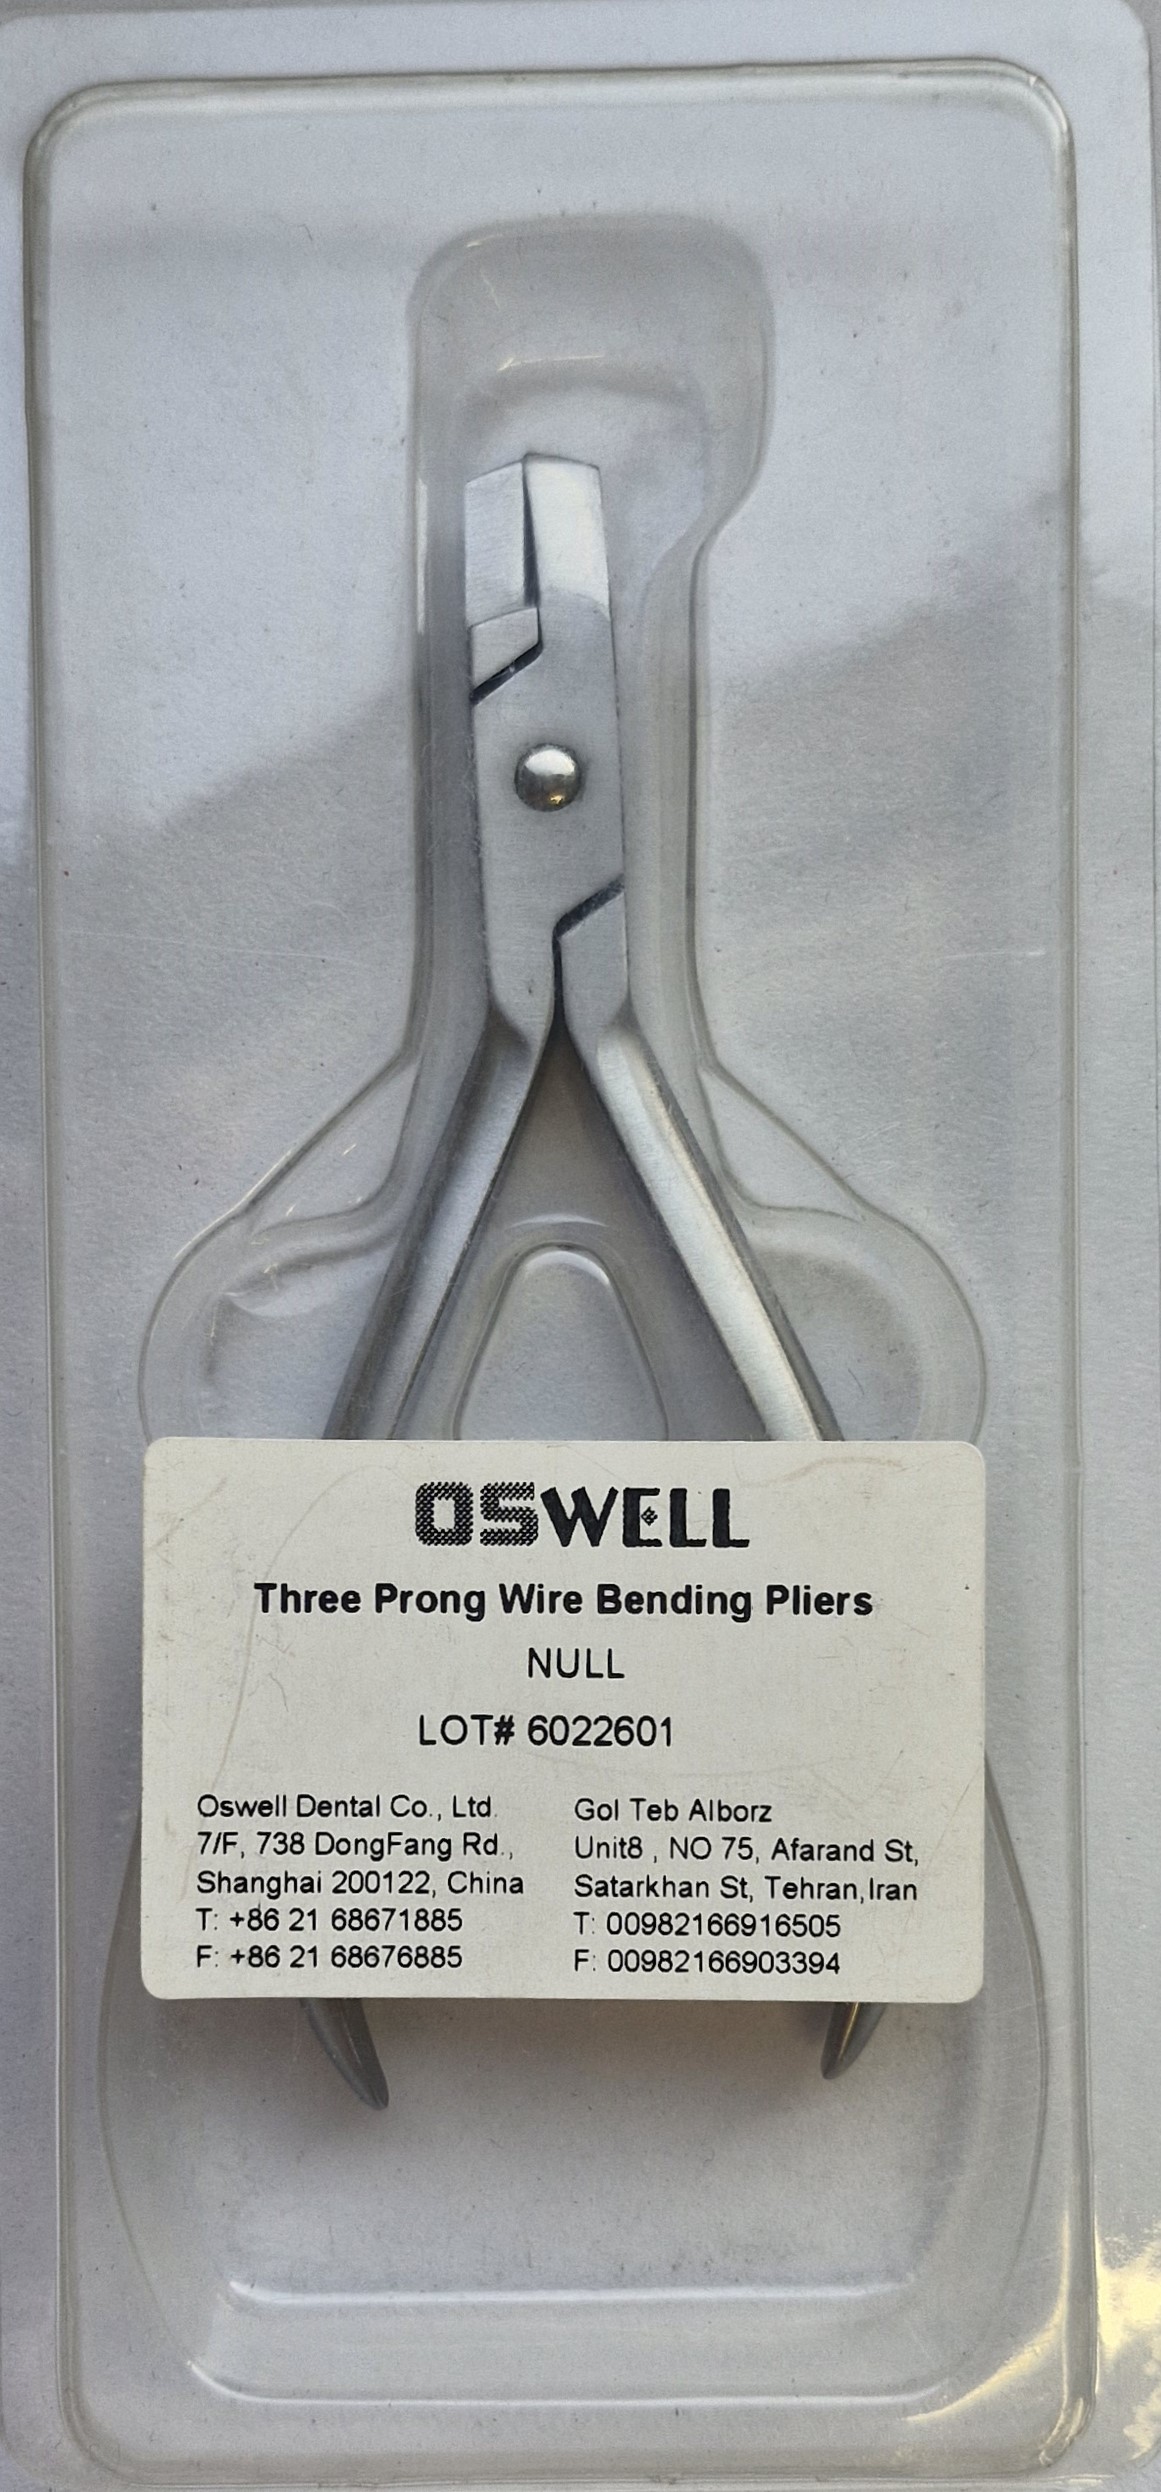 OSWELL
Three Prong Wire Bending Pliers
NULL
LOT# 6022601
Oswell Dental Co., Ltd.
7/F, 738 DongFang Rd.,
Shanghai 200122, China
T: +86 21 68671885
F: +86 21 68676885
Gol Teb Alborz
Unit8 , NO 75, Afarand St,
Satarkhan St, Tehran,Iran
T: 00982166916505
F: 00982166903394